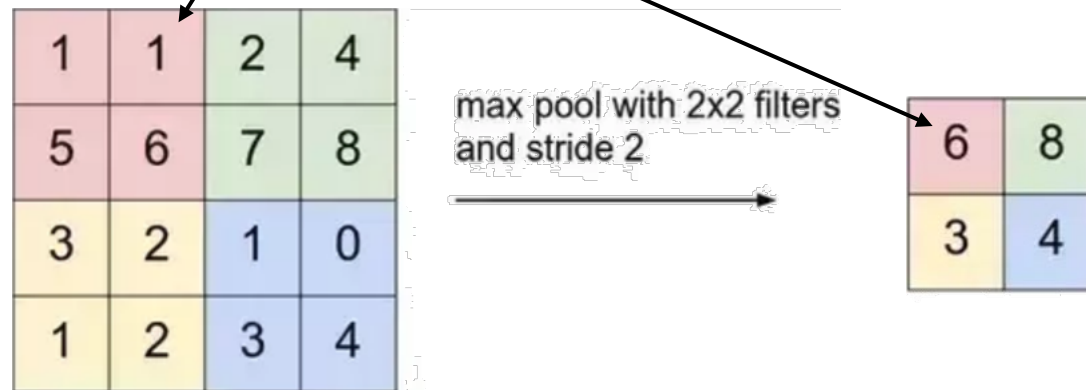 1 1 2 4
5 6 7 8
3 2 1 0
1 2 3 4
max pool with 2x2 filters
and stride 2
6 8
3 4